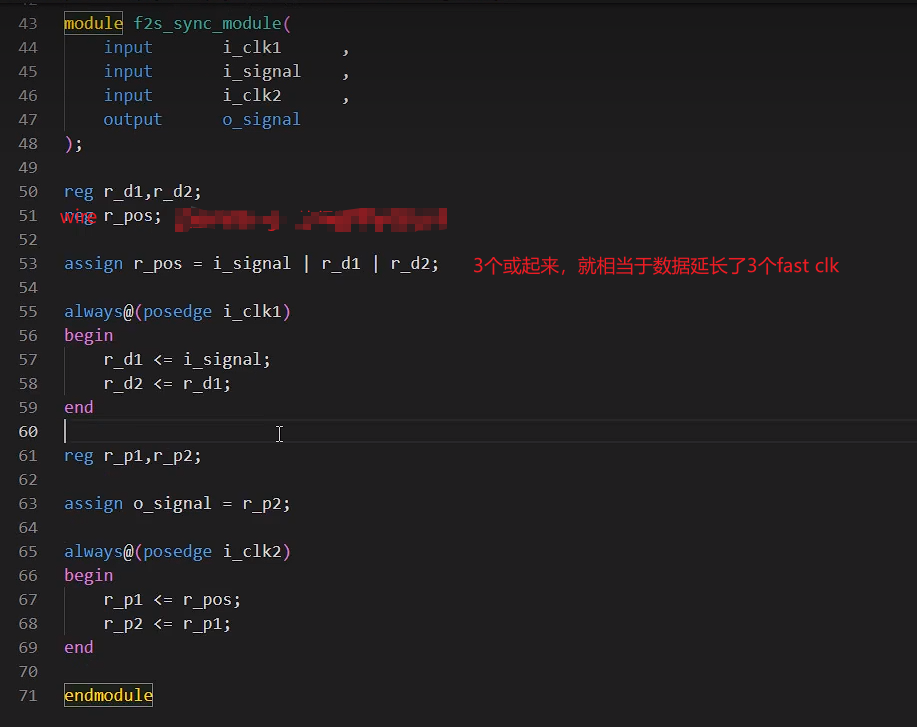 43 module f2s_sync_module(
44 input i_clk1 ,
45 input i_signal ,
46 input i_clk2 ,
47 output o_signal
48 );
49
50 reg r_d1,r_d2;
51 wire reg r_pos;
52
53 assign r_pos = i_signal | r_d1 | r_d2; 3个或起来，就相当于数据延长了3个fast clk
54
55 always@(posedge i_clk1)
56 begin
57 r_d1 <= i_signal;
58 r_d2 <= r_d1;
59 end
60
61 reg r_p1,r_p2;
62
63 assign o_signal = r_p2;
64
65 always@(posedge i_clk2)
66 begin
67 r_p1 <= r_pos;
68 r_p2 <= r_p1;
69 end
70
71 endmodule